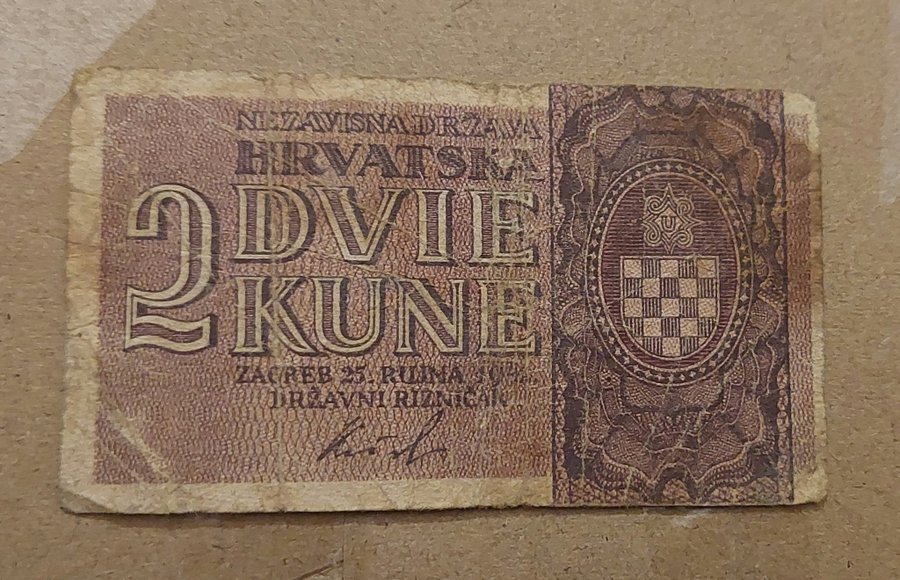 NEZAVISNA DRŽAVA
HRVATSKA
2
DVIE
KUNE
ZAGREB 25. RUJNA
DRŽAVNI RIZNIČAR
U